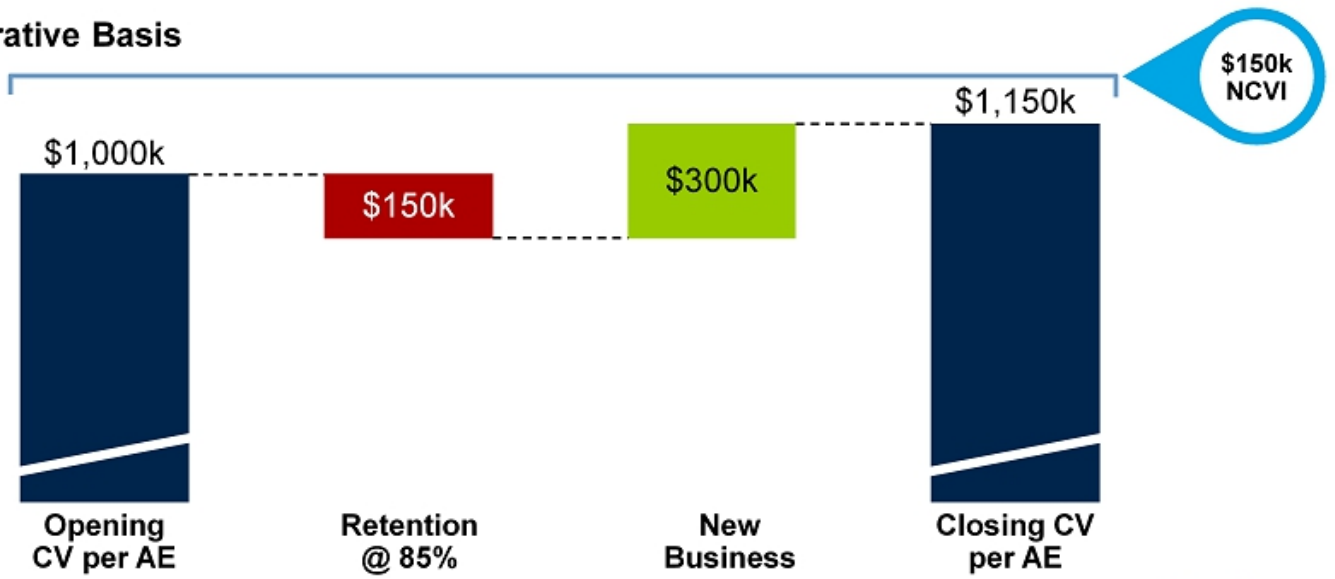 Basis
$150k
NCVI
$1,150k
$1,000k
$300k
$150k
Opening
CV per AE
Retention
@ 85%
New
Business
Closing CV
per AE